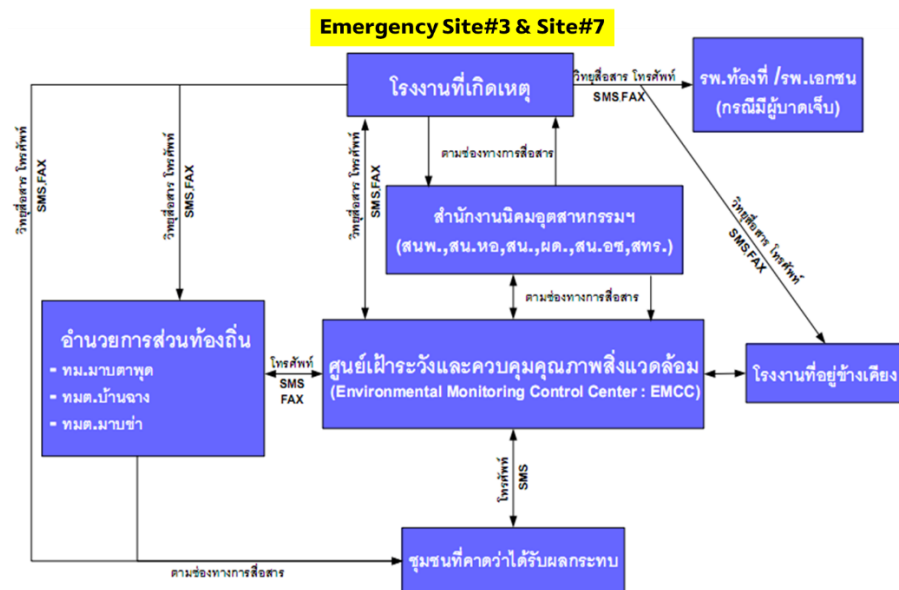 Emergency Site#3 & Site#7
โรงงานที่เกิดเหตุ
วิทยุสื่อสาร โทรศัพท์
SMS,FAX
รพ.ท้องที่ /รพ.เอกชน
(กรณีมีผู้บาดเจ็บ)
วิทยุสื่อสาร โทรศัพท์
SMS,FAX
วิทยุสื่อสาร โทรศัพท์
SMS,FAX
วิทยุสื่อสาร โทรศัพท์
SMS,FAX
ตามช่องทางการสื่อสาร
วิทยุสื่อสาร โทรศัพท์
SMS,FAX
สำนักงานนิคมอุตสาหกรรมฯ
(สนพ.,สน.หอ,สน.,ผด.,สน.อซ,สทร.)
ตามช่องทางการสื่อสาร
อำนวยการส่วนท้องถิ่น
- ทม.มาบตาพุด
- ทมต.บ้านฉาง
- ทมต.มาบข่า
โทรศัพท์
SMS
FAX
ศูนย์เฝ้าระวังและควบคุมคุณภาพสิ่งแวดล้อม
(Environmental Monitoring Control Center : EMCC)
โรงงานที่อยู่ข้างเคียง
โทรศัพท์
SMS
ชุมชนที่คาดว่าได้รับผลกระทบ
ตามช่องทางการสื่อสาร